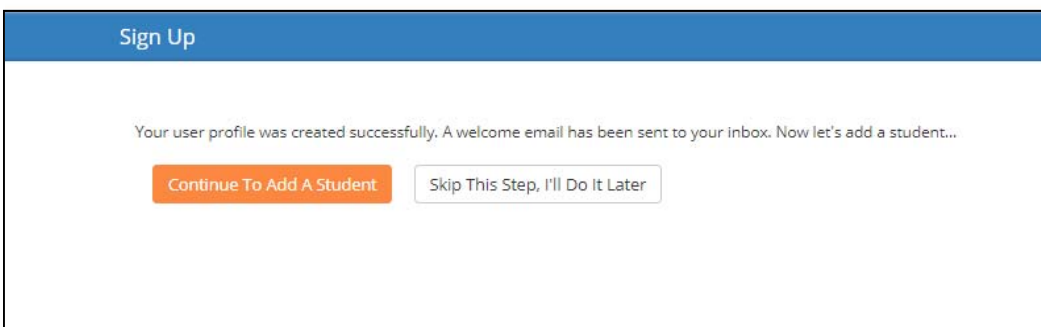 Sign Up
Your user profile was created successfully. A welcome email has been sent to your inbox. Now let's add a student...
Continue To Add A Student
Skip This Step, I'll Do It Later